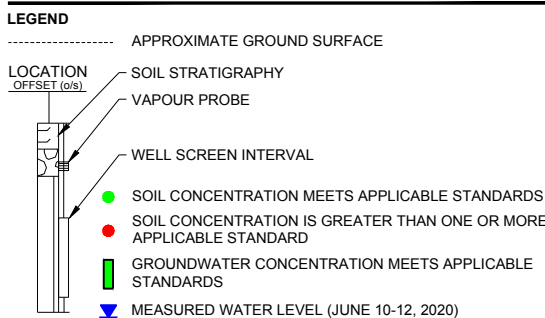 LEGEND
APPROXIMATE GROUND SURFACE
LOCATION
OFFSET (o/s)
SOIL STRATIGRAPHY
VAPOUR PROBE
WELL SCREEN INTERVAL
SOIL CONCENTRATION MEETS APPLICABLE STANDARDS
SOIL CONCENTRATION IS GREATER THAN ONE OR MORE
APPLICABLE STANDARD
GROUNDWATER CONCENTRATION MEETS APPLICABLE
STANDARDS
MEASURED WATER LEVEL (JUNE 10-12, 2020)